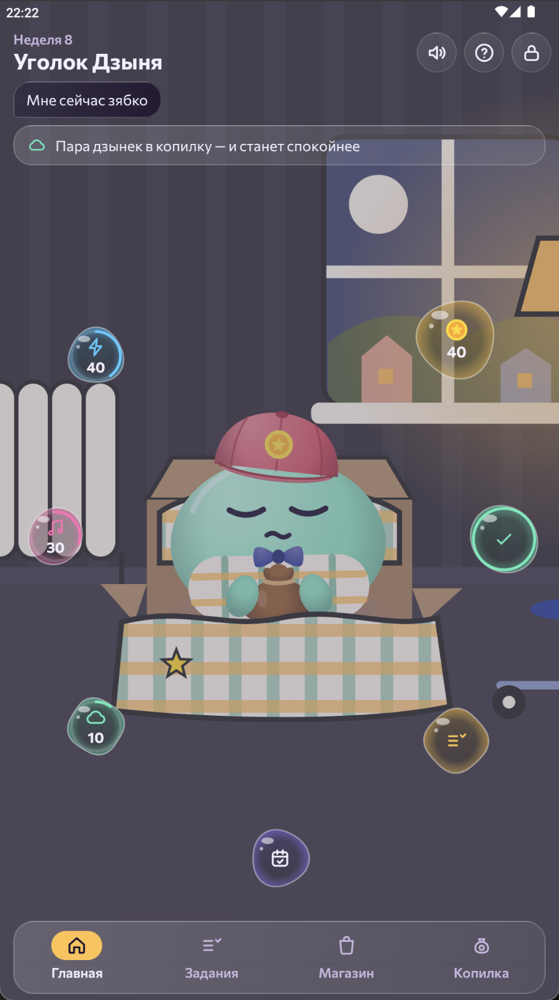 22:22
Неделя 8
Уголок Дзыня
Мне сейчас зябко
Пара дзынек в копилку — и станет спокойнее
40
40
30
10
Главная
Задания
Магазин
Копилка